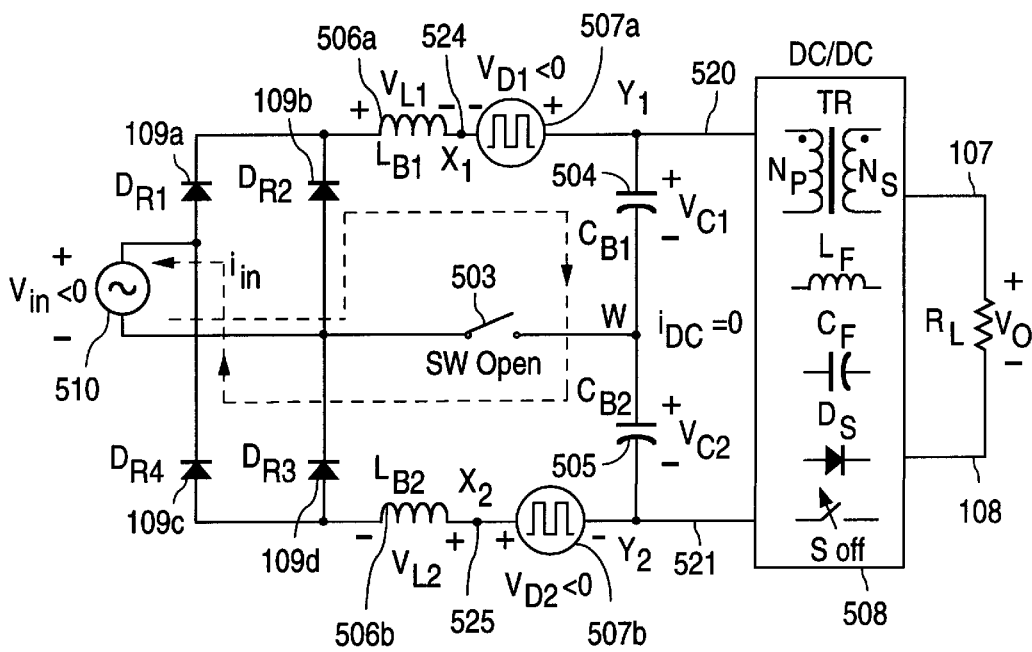 506a 524 507a
V_L1 V_D1 <0 DC/DC
109b + - - + Y_1 520
109a L_B1 X_1 TR
D_R1 D_R2 504 + N_P N_S 107
V_C1
C_B1 -
+ i_in 503 L_F
V_in <0 W i_DC =0 +
- SW Open C_F R_L V_O
510 C_B2 + -
V_C2 D_S
D_R4 D_R3 L_B2 X_2 505 -
109c - + + - Y_2 S off 108
109d V_L2 V_D2 <0 521
506b 525 507b 508